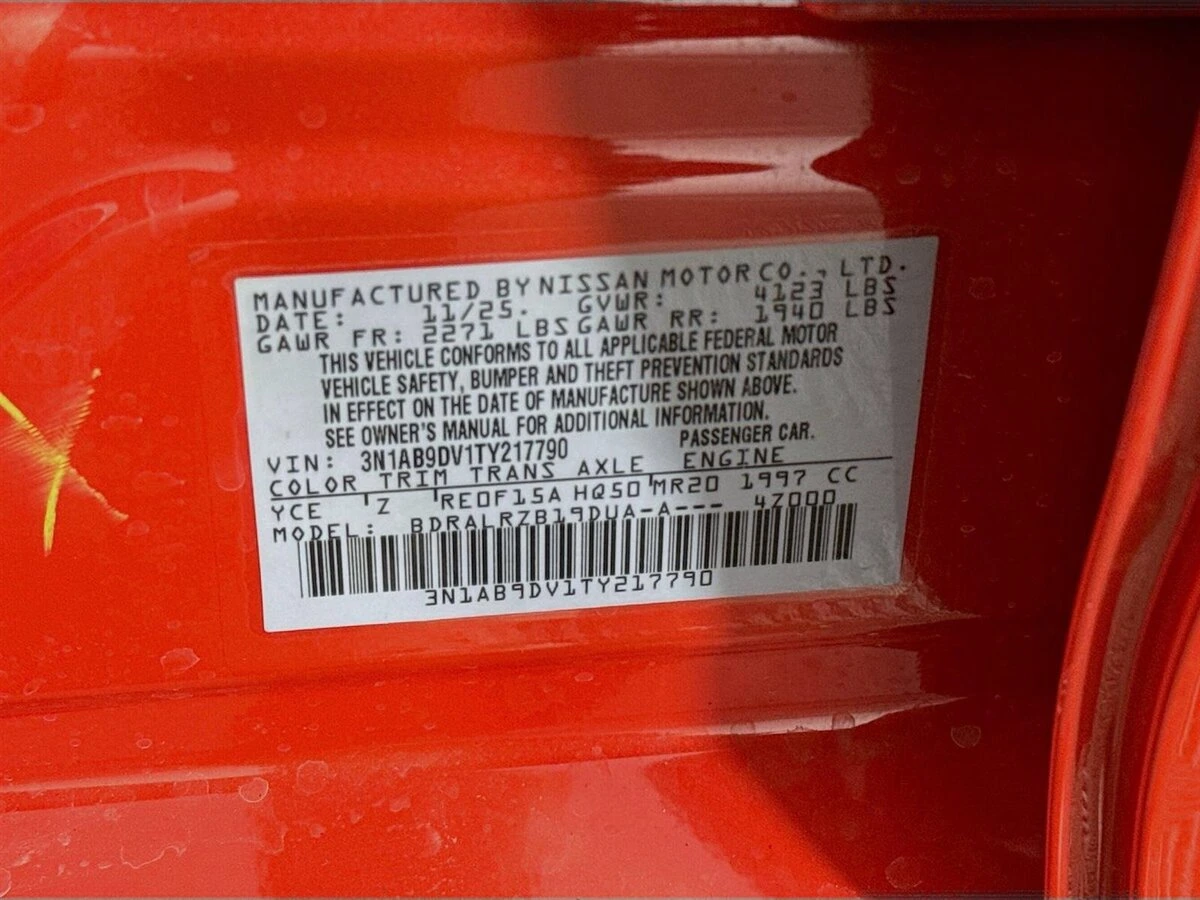 MANUFACTURED BY NISSAN MOTOR CO., LTD.
DATE: 11/25. GVWR: 4123 LBS
GAWR FR: 2271 LBS GAWR RR: 1940 LBS
THIS VEHICLE CONFORMS TO ALL APPLICABLE FEDERAL MOTOR
VEHICLE SAFETY, BUMPER AND THEFT PREVENTION STANDARDS
IN EFFECT ON THE DATE OF MANUFACTURE SHOWN ABOVE.
SEE OWNER'S MANUAL FOR ADDITIONAL INFORMATION.
VIN: 3N1AB9DV1TY217790 PASSENGER CAR.
COLOR TRIM TRANS AXLE ENGINE
YCE Z RE0F15A HQ50 MR20 1997 CC
MODEL: BDRALRZB19DUA-A--- 4Z000
3N1AB9DV1TY217790